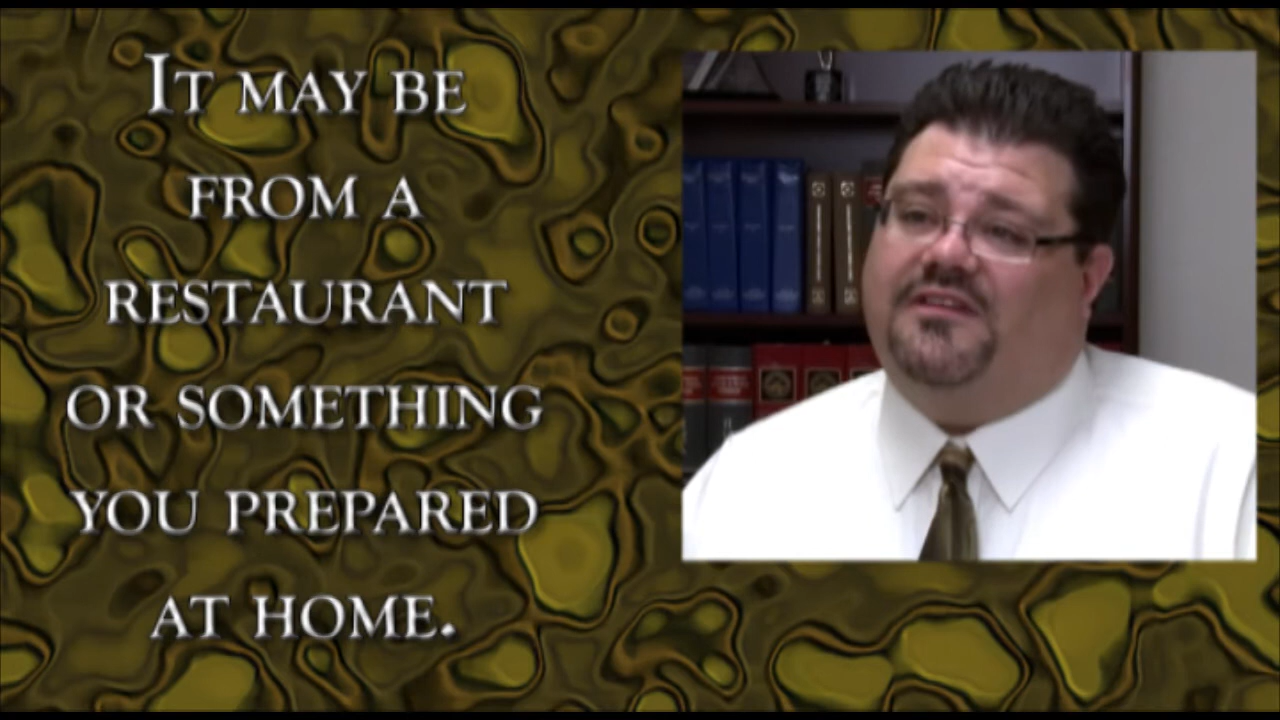 It may be
from a
restaurant
or something
you prepared
at home.